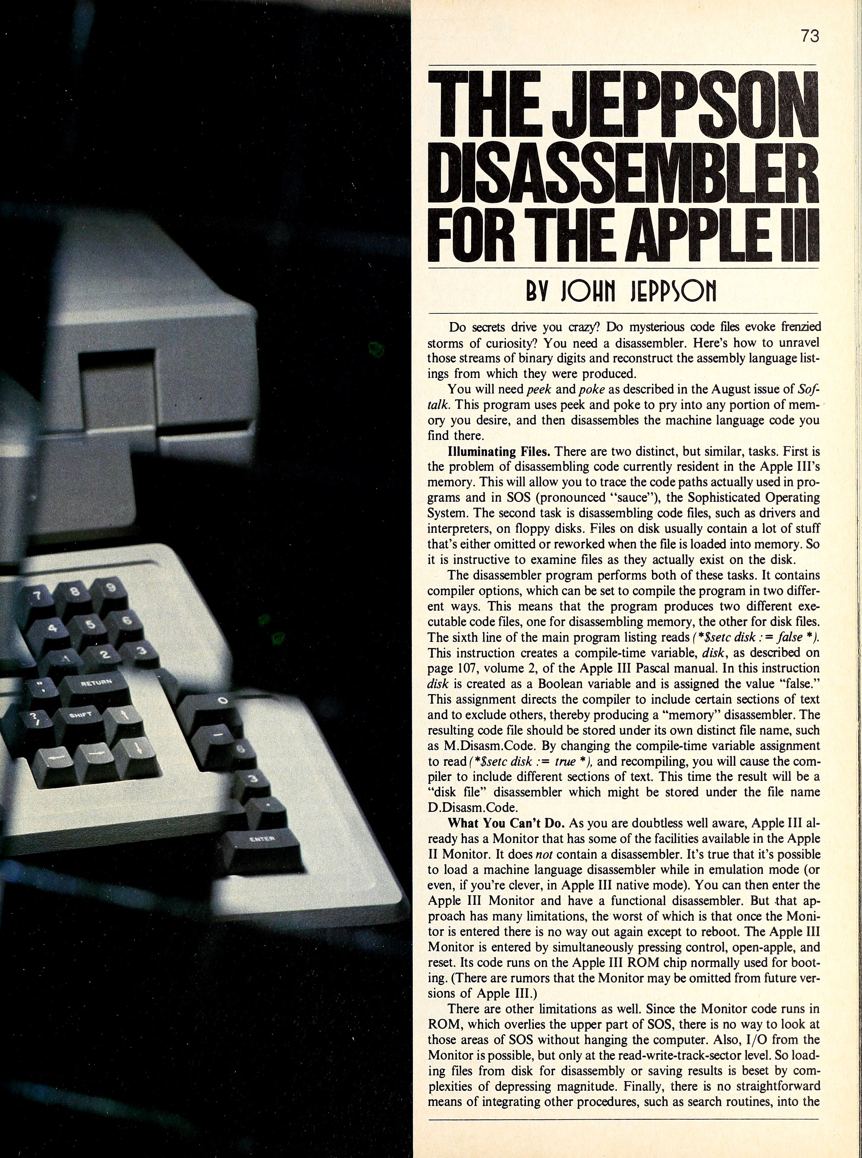 73
THE JEPPSON
DISASSEMBLER
FOR THE APPLE III
BY JOHN JEPPSON
Do secrets drive you crazy? Do mysterious code files evoke frenzied
storms of curiosity? You need a disassembler. Here's how to unravel
those streams of binary digits and reconstruct the assembly language list-
ings from which they were produced.
You will need peek and poke as described in the August issue of Sof-
talk. This program uses peek and poke to pry into any portion of mem-
ory you desire, and then disassembles the machine language code you
find there.
Illuminating Files. There are two distinct, but similar, tasks. First is
the problem of disassembling code currently resident in the Apple III's
memory. This will allow you to trace the code paths actually used in pro-
grams and in SOS (pronounced "sauce"), the Sophisticated Operating
System. The second task is disassembling code files, such as drivers and
interpreters, on floppy disks. Files on disk usually contain a lot of stuff
that's either omitted or reworked when the file is loaded into memory. So
it is instructive to examine files as they actually exist on the disk.
The disassembler program performs both of these tasks. It contains
compiler options, which can be set to compile the program in two differ-
ent ways. This means that the program produces two different exe-
cutable code files, one for disassembling memory, the other for disk files.
The sixth line of the main program listing reads (*$setc disk := false *).
This instruction creates a compile-time variable, disk, as described on
page 107, volume 2, of the Apple III Pascal manual. In this instruction
disk is created as a Boolean variable and is assigned the value "false."
This assignment directs the compiler to include certain sections of text
and to exclude others, thereby producing a "memory" disassembler. The
resulting code file should be stored under its own distinct file name, such
as M.Disasm.Code. By changing the compile-time variable assignment
to read (*$setc disk := true *), and recompiling, you will cause the com-
piler to include different sections of text. This time the result will be a
"disk file" disassembler which might be stored under the file name
D.Disasm.Code.
What You Can't Do. As you are doubtless well aware, Apple III al-
ready has a Monitor that has some of the facilities available in the Apple
II Monitor. It does not contain a disassembler. It's true that it's possible
to load a machine language disassembler while in emulation mode (or
even, if you're clever, in Apple III native mode). You can then enter the
Apple III Monitor and have a functional disassembler. But that ap-
proach has many limitations, the worst of which is that once the Moni-
tor is entered there is no way out again except to reboot. The Apple III
Monitor is entered by simultaneously pressing control, open-apple, and
reset. Its code runs on the Apple III ROM chip normally used for boot-
ing. (There are rumors that the Monitor may be omitted from future ver-
sions of Apple III.)
There are other limitations as well. Since the Monitor code runs in
ROM, which overlies the upper part of SOS, there is no way to look at
those areas of SOS without hanging the computer. Also, I/O from the
Monitor is possible, but only at the read-write-track-sector level. So load-
ing files from disk for disassembly or saving results is beset by com-
plexities of depressing magnitude. Finally, there is no straightforward
means of integrating other procedures, such as search routines, into the
7 8 9
4 5 6
1 2 3
RETURN
SHIFT
0
6
3
ENTER